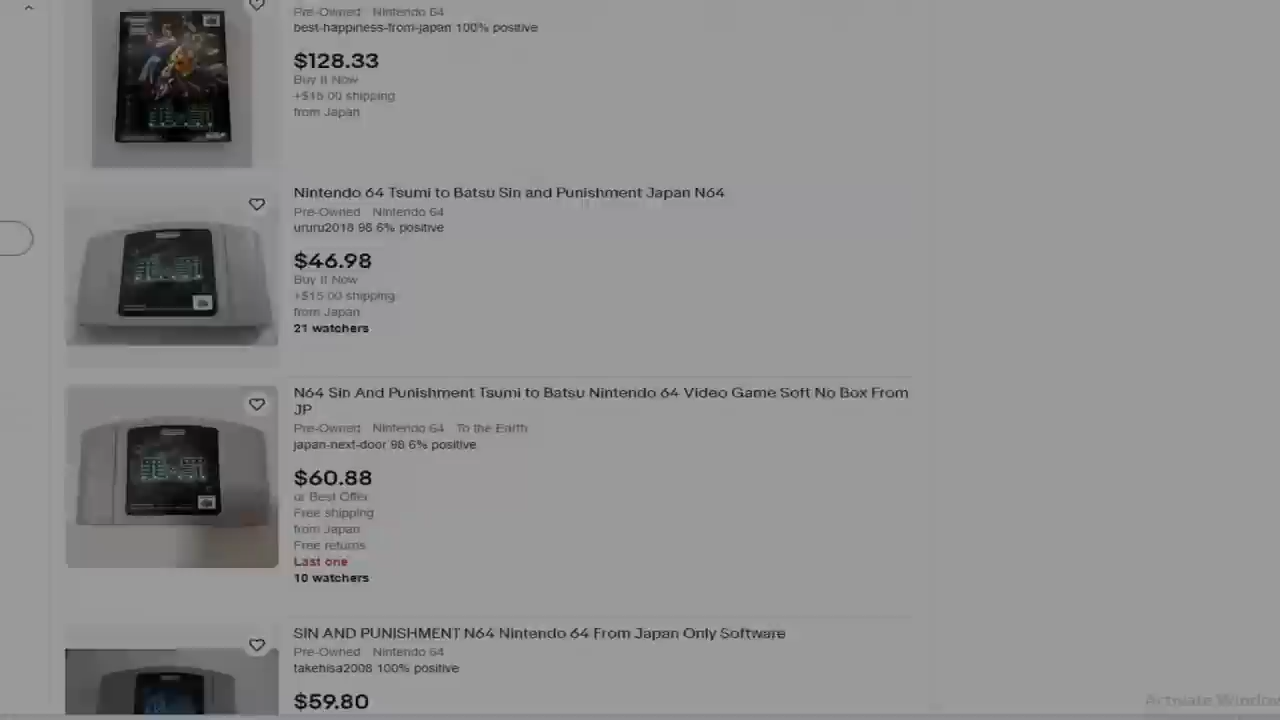 Pre-Owned Nintendo 64
best-happiness-from-japan 100% positive
$128.33
Buy It Now
+$15.00 shipping
from Japan
Nintendo 64 Tsumi to Batsu Sin and Punishment Japan N64
Pre-Owned Nintendo 64
ururu2018 98.6% positive
$46.98
Buy It Now
+$15.00 shipping
from Japan
21 watchers
N64 Sin And Punishment Tsumi to Batsu Nintendo 64 Video Game Soft No Box From
JP
Pre-Owned Nintendo 64 To the Earth
japan-next-door 98.6% positive
$60.88
or Best Offer
Free shipping
from Japan
Free returns
Last one
10 watchers
SIN AND PUNISHMENT N64 Nintendo 64 From Japan Only Software
Pre-Owned Nintendo 64
takehisa2008 100% positive
$59.80
Activate Window